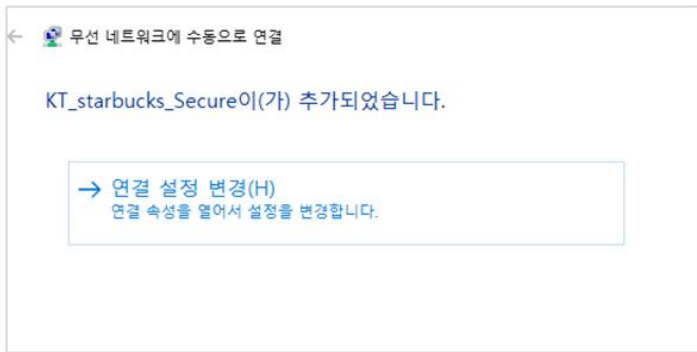 무선 네트워크에 수동으로 연결
KT_starbucks_Secure이(가) 추가되었습니다.
연결 설정 변경(H)
연결 속성을 열어서 설정을 변경합니다.